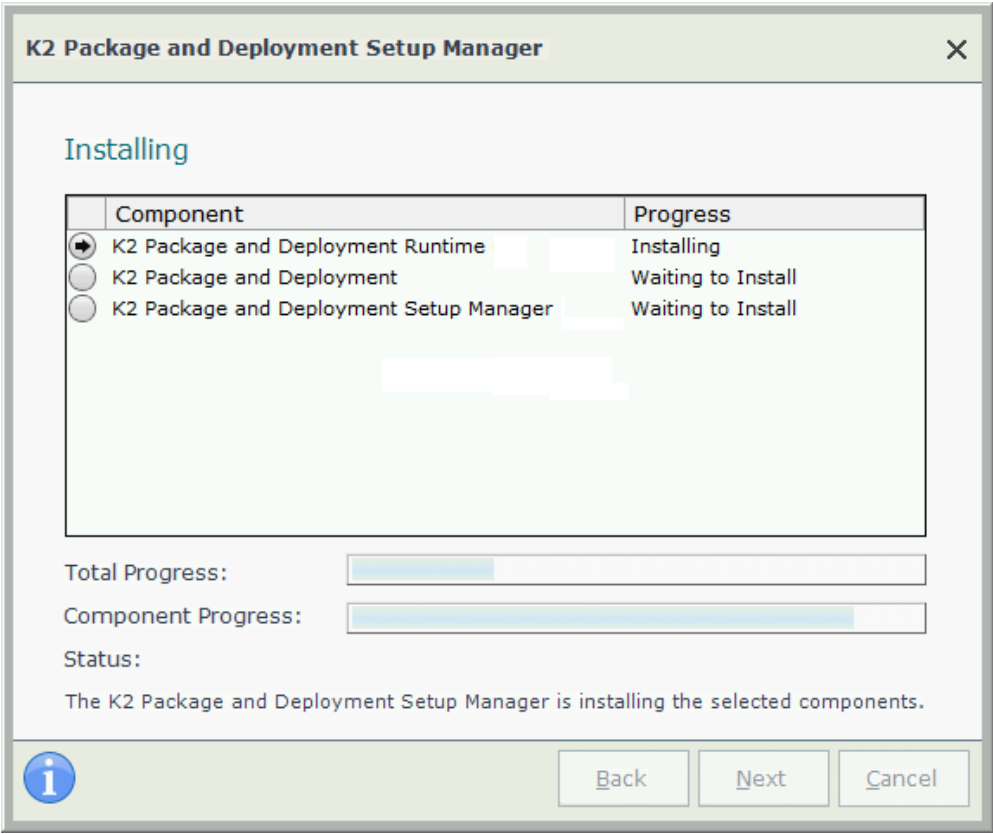 K2 Package and Deployment Setup Manager
Installing
Component Progress
K2 Package and Deployment Runtime Installing
K2 Package and Deployment Waiting to Install
K2 Package and Deployment Setup Manager Waiting to Install
Total Progress:
Component Progress:
Status:
The K2 Package and Deployment Setup Manager is installing the selected components.
Back Next Cancel